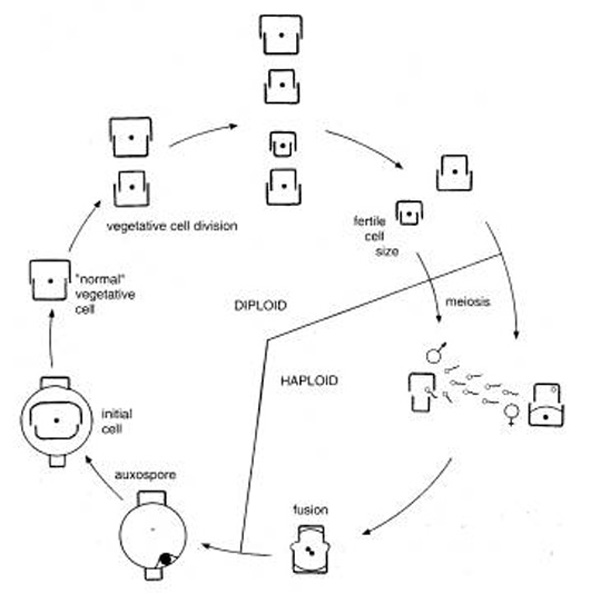 vegetative cell division
fertile
cell
size
"normal"
vegetative
cell
DIPLOID
meiosis
HAPLOID
initial
cell
auxospore
fusion